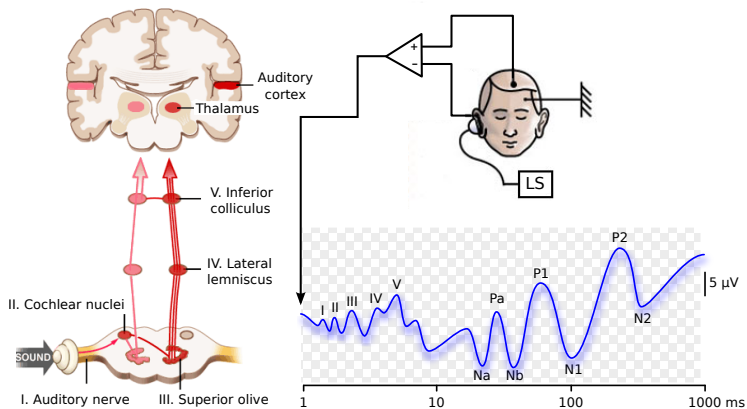 Auditory
cortex
Thalamus
V. Inferior
colliculus
IV. Lateral
lemniscus
II. Cochlear nuclei
SOUND
I. Auditory nerve
III. Superior olive
+
−
LS
I
II
III
IV
V
Na
Pa
Nb
P1
N1
P2
N2
5 µV
1
10
100
1000 ms